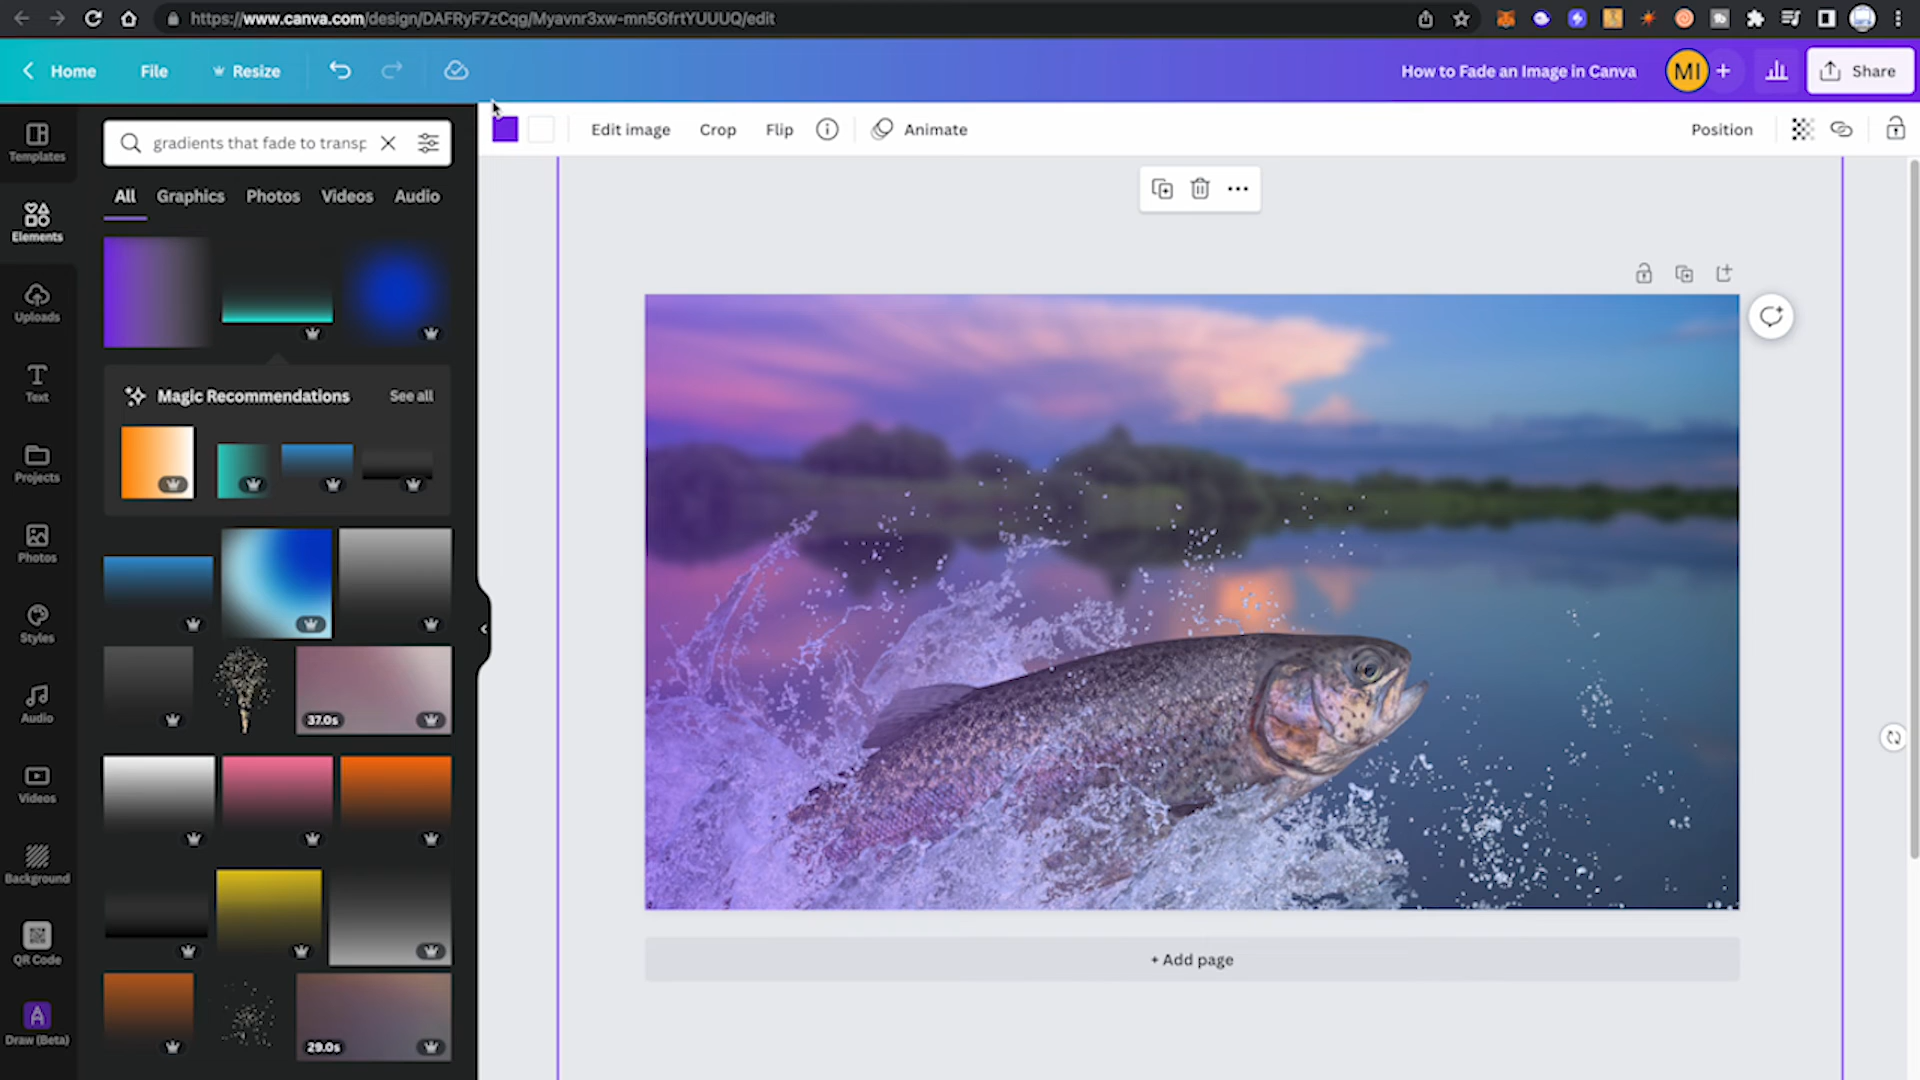 https://www.canva.com/design/DAFRyF7zCqg/Myavnr3xw-mn5GfrtYUUUQ/edit
Home
File
Resize
How to Fade an Image in Canva
MI
+
Share
Templates
gradients that fade to transp
Edit image
Crop
Flip
Animate
Position
All
Graphics
Photos
Videos
Audio
Elements
Uploads
Magic Recommendations
See all
Text
Projects
Photos
Styles
37.0s
Audio
Videos
Background
QR Code
+ Add page
Draw (Beta)
29.0s